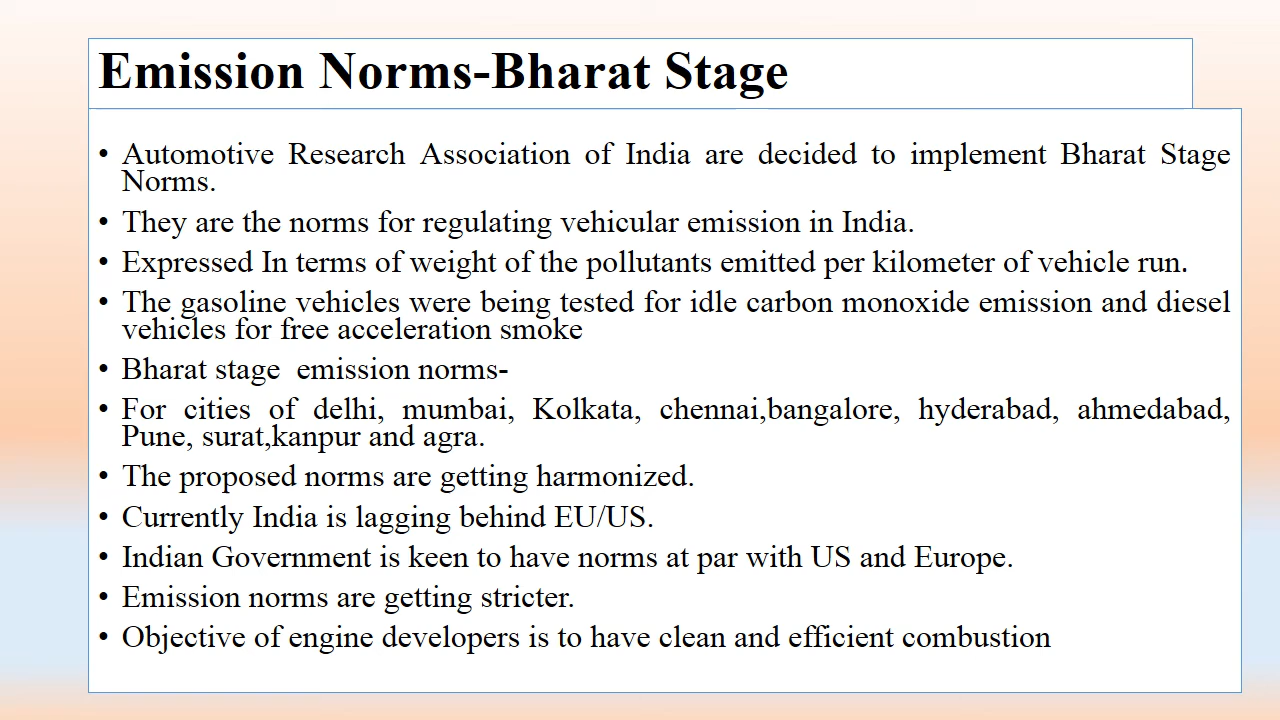 Emission Norms-Bharat Stage
• Automotive Research Association of India are decided to implement Bharat Stage
Norms.
• They are the norms for regulating vehicular emission in India.
• Expressed In terms of weight of the pollutants emitted per kilometer of vehicle run.
• The gasoline vehicles were being tested for idle carbon monoxide emission and diesel
vehicles for free acceleration smoke
• Bharat stage  emission norms-
• For cities of delhi, mumbai, Kolkata, chennai,bangalore, hyderabad, ahmedabad,
Pune, surat,kanpur and agra.
• The proposed norms are getting harmonized.
• Currently India is lagging behind EU/US.
• Indian Government is keen to have norms at par with US and Europe.
• Emission norms are getting stricter.
• Objective of engine developers is to have clean and efficient combustion